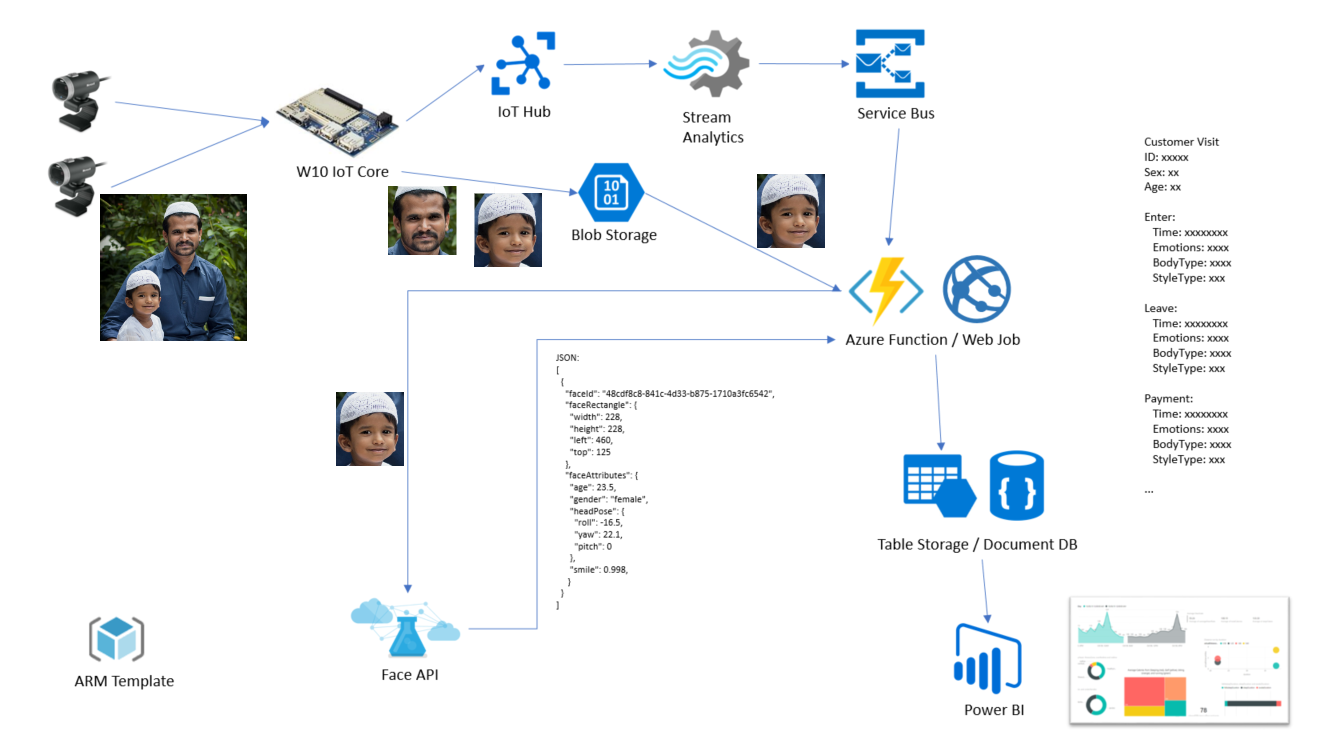 IoT Hub
Stream
Analytics
Service Bus
W10 IoT Core
10
01
Blob Storage
Azure Function / Web Job
Customer Visit
ID: xxxxx
Sex: xx
Age: xx
Enter:
Time: xxxxxxxx
Emotions: xxxx
BodyType: xxxx
StyleType: xxx
Leave:
Time: xxxxxxxx
Emotions: xxxx
BodyType: xxxx
StyleType: xxx
Payment:
Time: xxxxxxxx
Emotions: xxxx
BodyType: xxxx
StyleType: xxx
...
JSON:
[
{
"faceId": "48cdf8c8-841c-4d33-b875-1710a3fc6542",
"faceRectangle": {
"width": 228,
"height": 228,
"left": 460,
"top": 125
},
"faceAttributes": {
"age": 23.5,
"gender": "female",
"headPose": {
"roll": -16.5,
"yaw": 22.1,
"pitch": 0
},
"smile": 0.998,
}
}
]
{ }
Table Storage / Document DB
Face API
ARM Template
Power BI
78